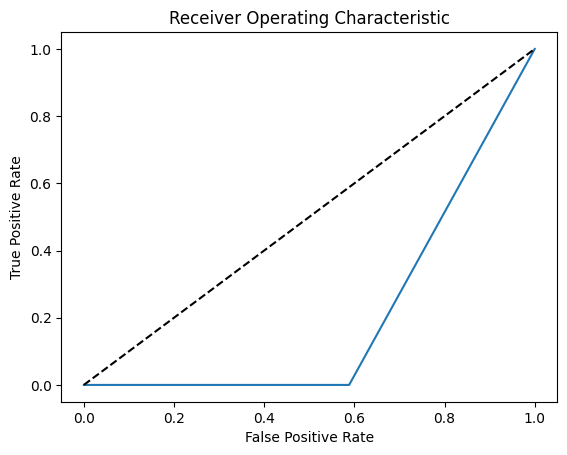 Receiver Operating Characteristic
True Positive Rate
1.0
0.8
0.6
0.4
0.2
0.0
0.0 0.2 0.4 0.6 0.8 1.0
False Positive Rate